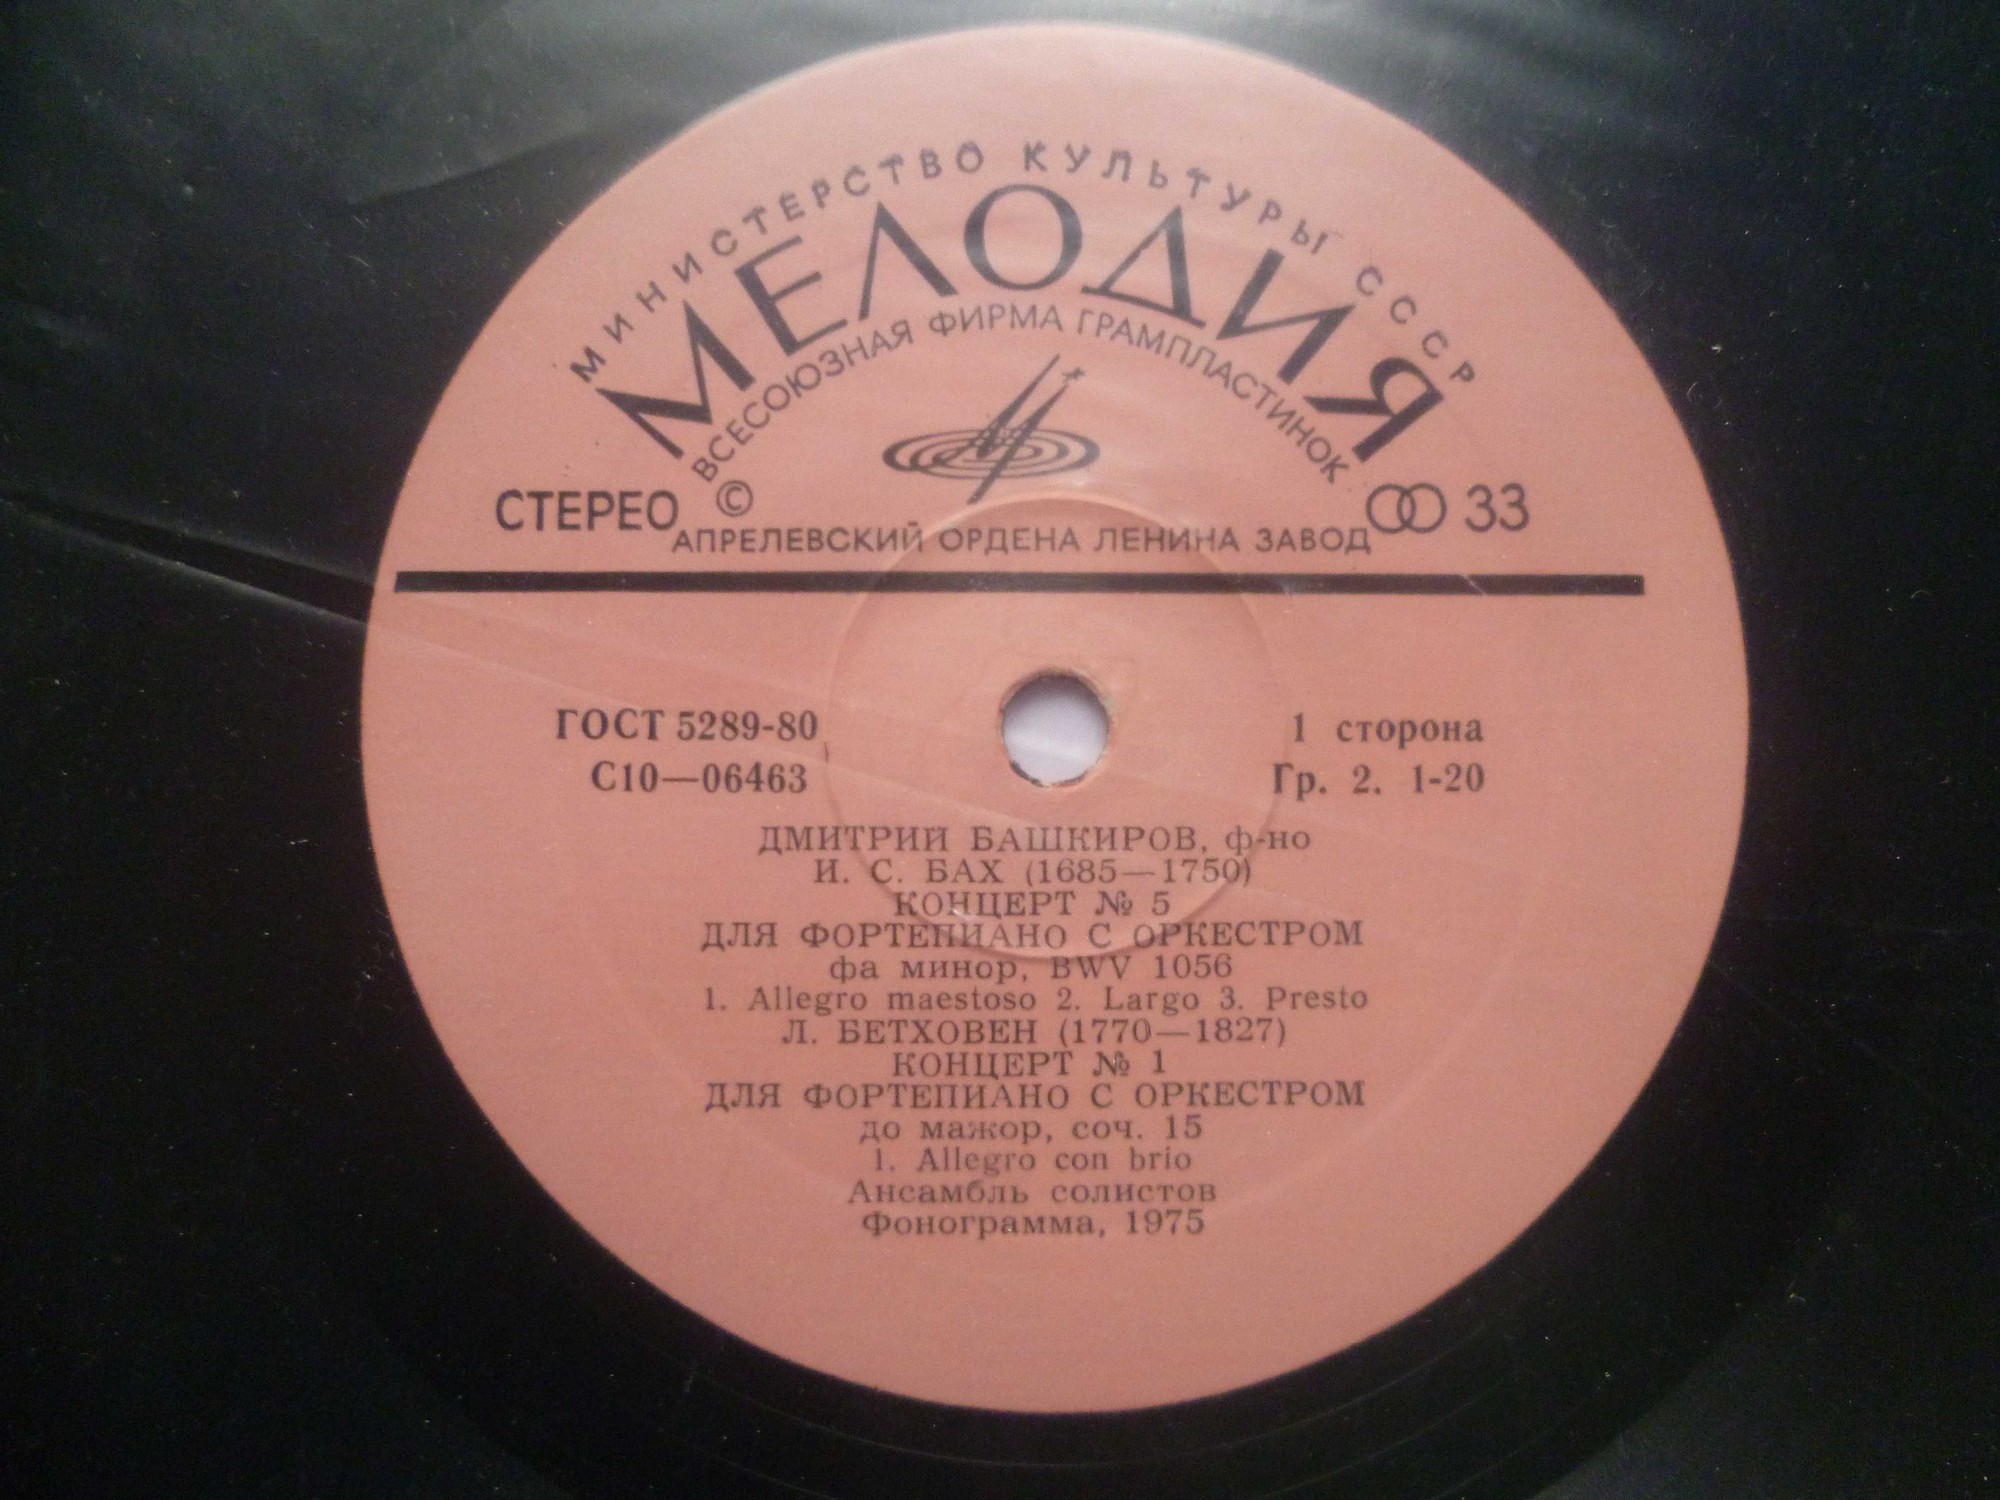 МИНИСТЕРСТВО КУЛЬТУРЫ СССР
МЕЛОДИЯ
ВСЕСОЮЗНАЯ ФИРМА ГРАМПЛАСТИНОК
СТЕРЕО © 33
АПРЕЛЕВСКИЙ ОРДЕНА ЛЕНИНА ЗАВОД
ГОСТ 5289-80 1 сторона
С10—06463 Гр. 2. 1-20
ДМИТРИЙ БАШКИРОВ, ф-но
И. С. БАХ (1685—1750)
КОНЦЕРТ № 5
ДЛЯ ФОРТЕПИАНО С ОРКЕСТРОМ
фа минор, BWV 1056
1. Allegro maestoso 2. Largo 3. Presto
Л. БЕТХОВЕН (1770—1827)
КОНЦЕРТ № 1
ДЛЯ ФОРТЕПИАНО С ОРКЕСТРОМ
до мажор, соч. 15
1. Allegro con brio
Ансамбль солистов
Фонограмма, 1975